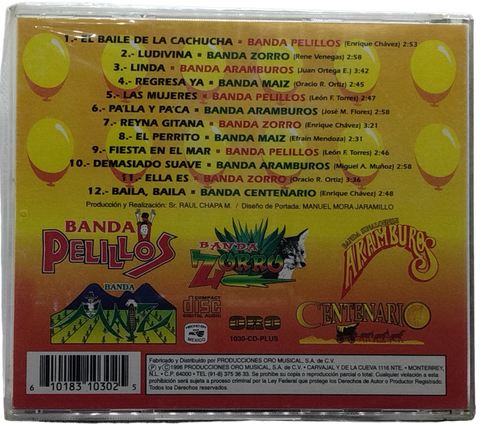 1.- EL BAILE DE LA CACHUCHA ▪ BANDA PELILLOS (Enrique Chávez) 2:53
2.- LUDIVINA ▪ BANDA ZORRO (Rene Venegas) 2:58
3.- LINDA ▪ BANDA ARAMBUROS (Juan Ortega E.) 3:42
4.- REGRESA YA ▪ BANDA MAIZ (Oracio R. Ortiz) 2:45
5.- LAS MUJERES ▪ BANDA PELILLOS (León F. Torres) 2:47
6.- PA'LLA Y PA'CA ▪ BANDA ARAMBUROS (José M. Flores) 2:58
7.- REYNA GITANA ▪ BANDA ZORRO (Enrique Chávez) 3:21
8.- EL PERRITO ▪ BANDA MAIZ (Efraín Mendoza) 2:31
9.- FIESTA EN EL MAR ▪ BANDA PELILLOS (León F. Torres) 2:46
10.- DEMASIADO SUAVE ▪ BANDA ARAMBUROS (Miguel A. Muñoz) 2:58
11.- ELLA ES ▪ BANDA ZORRO (Oracio R. Ortiz) 3:36
12.- BAILA, BAILA ▪ BANDA CENTENARIO (Enrique Chávez) 2:48
Producción y Realización: Sr. RAUL CHAPA M. / Diseño de Portada: MANUEL MORA JARAMILLO
BANDA PELILLOS
BANDA ZORRO
ARAMBUROS
BANDA MAIZ
COMPACT disc DIGITAL AUDIO
HECHO EN MEXICO
ORO
1030-CD-PLUS
CENTENARIO
Fabricado y Distribuido por PRODUCCIONES ORO MUSICAL, S.A. de C.V.
Ⓟ y Ⓒ 1996 PRODUCCIONES ORO MUSICAL, S.A. DE C.V. • CARVAJAL Y DE LA CUEVA 1116 NTE. • MONTERREY,
N.L. C.P. 64000 • TEL (91-8) 375 38 33. Se prohibe su copia o reproducción parcial o total. Cualquier violación a esta
prohibición será sujeta a proceso criminal por la Ley Federal que protege los Derechos de Autor o Producto Registrado.
Todos los Derechos Reservados.
6 10183 10302 5